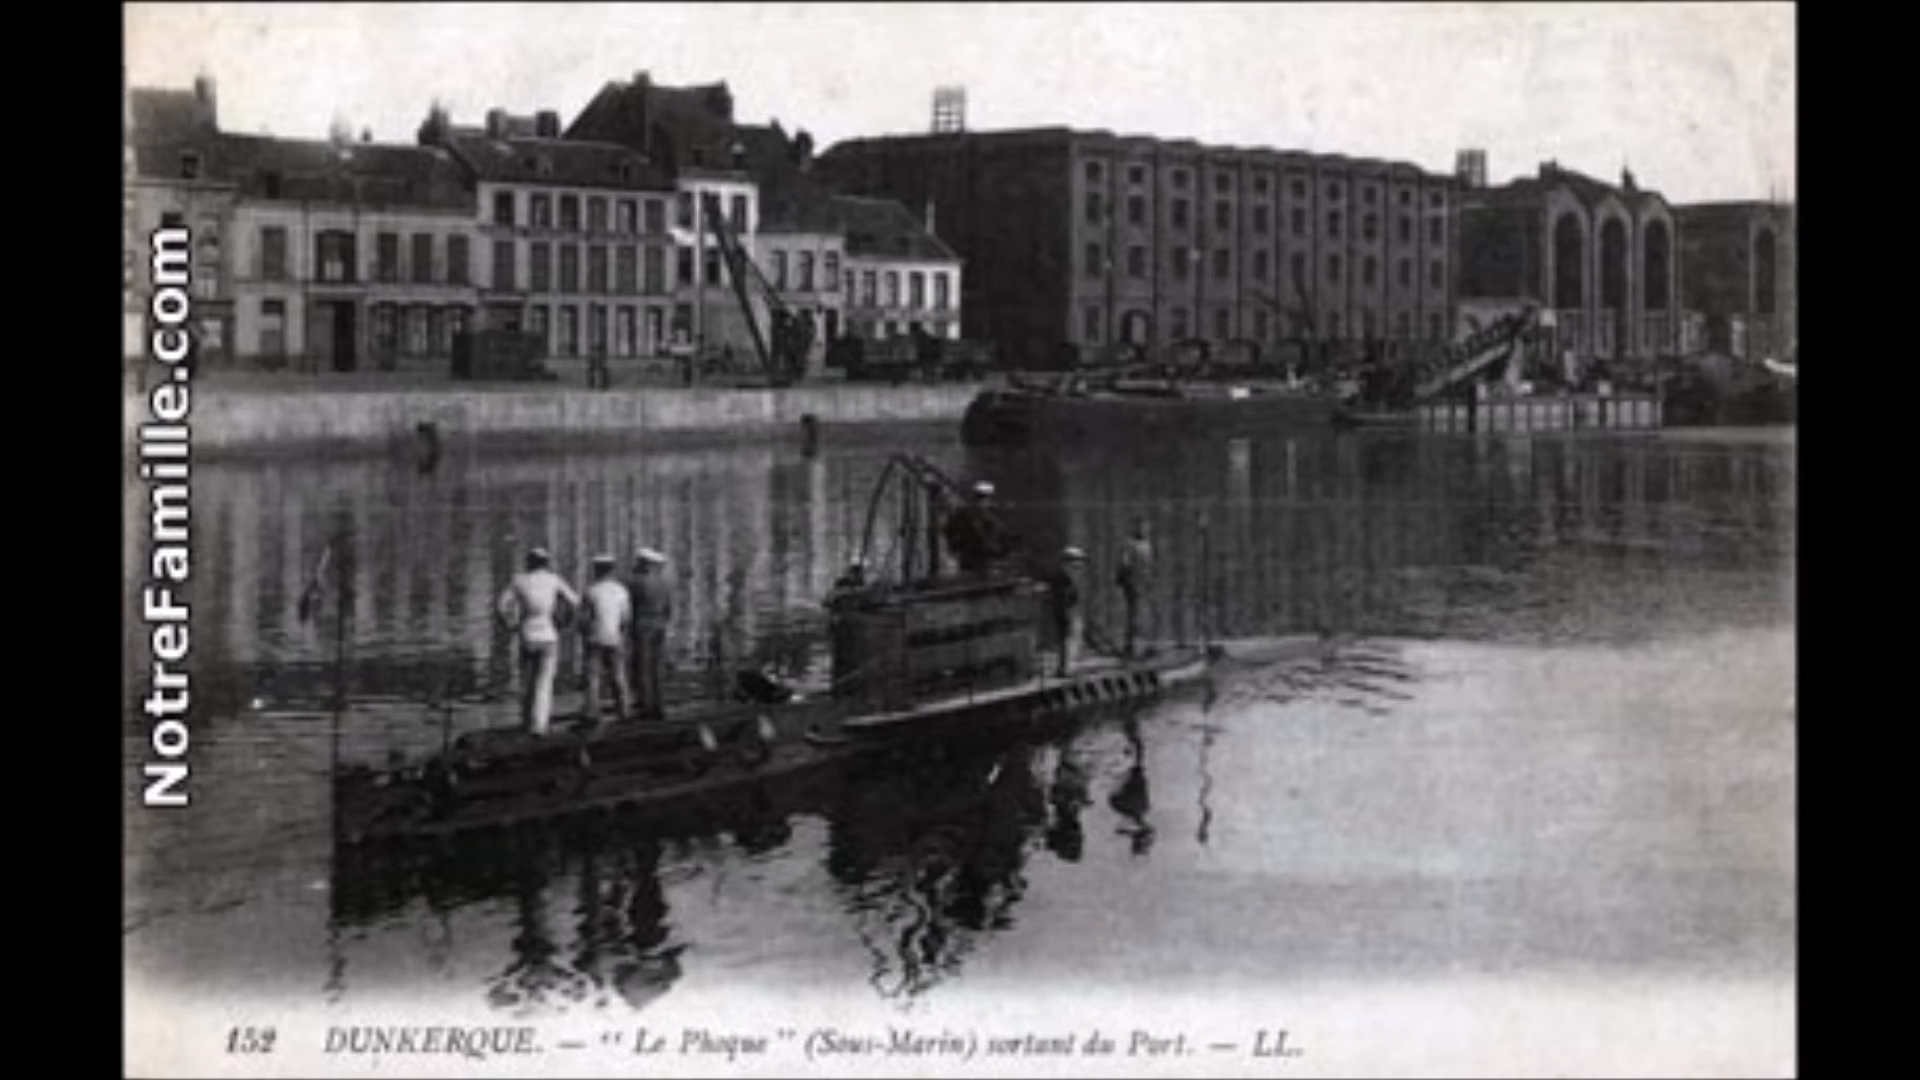 NotreFamille.com
152 DUNKERQUE. — “ Le Phoque ” (Sous-Marin) sortant du Port. — LL.